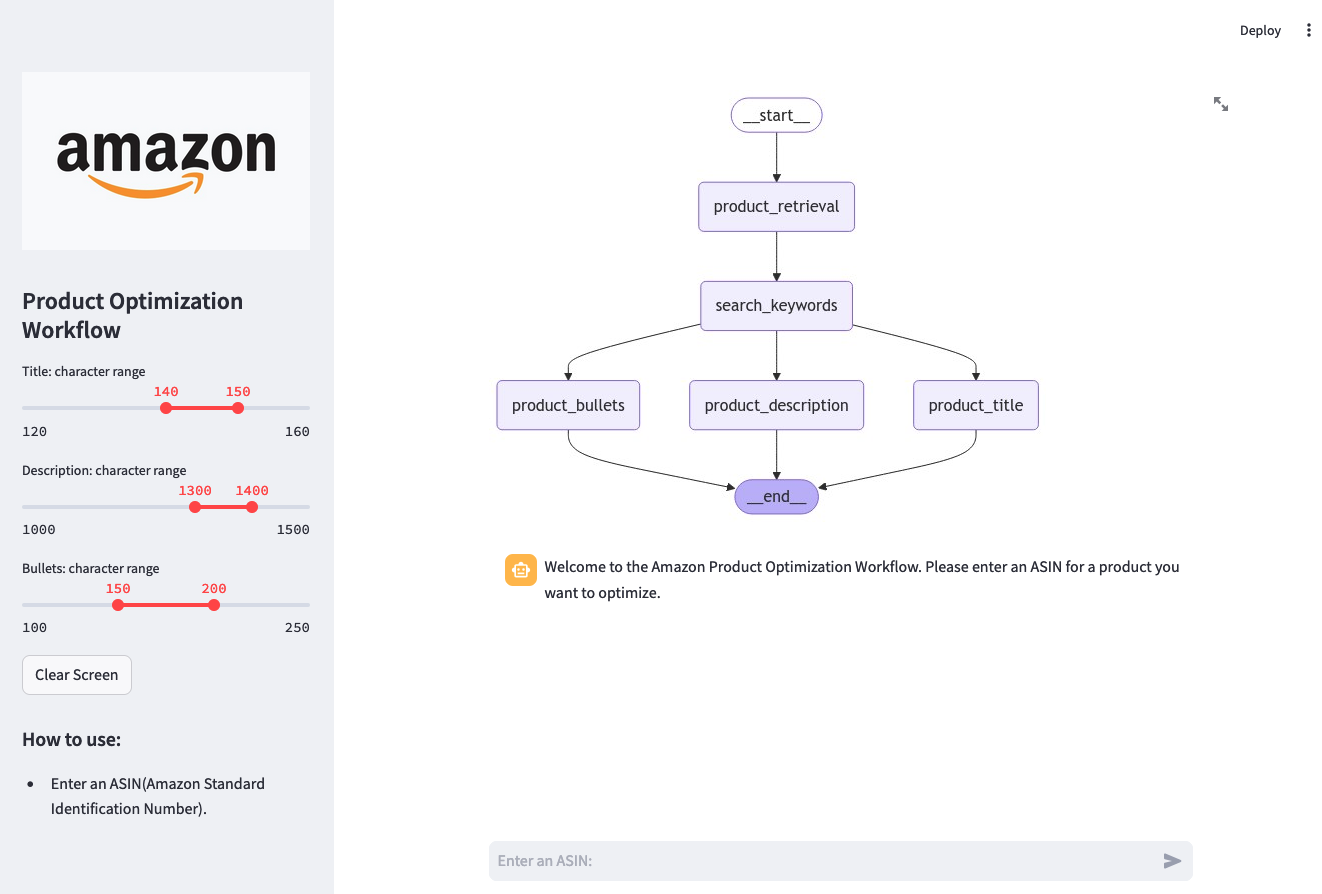 Deploy
amazon
Product Optimization
Workflow
Title: character range
140 150
120 160
Description: character range
1300 1400
1000 1500
Bullets: character range
150 200
100 250
Clear Screen
How to use:
• Enter an ASIN(Amazon Standard
Identification Number).
__start__
product_retrieval
search_keywords
product_bullets product_description product_title
__end__
Welcome to the Amazon Product Optimization Workflow. Please enter an ASIN for a product you
want to optimize.
Enter an ASIN: